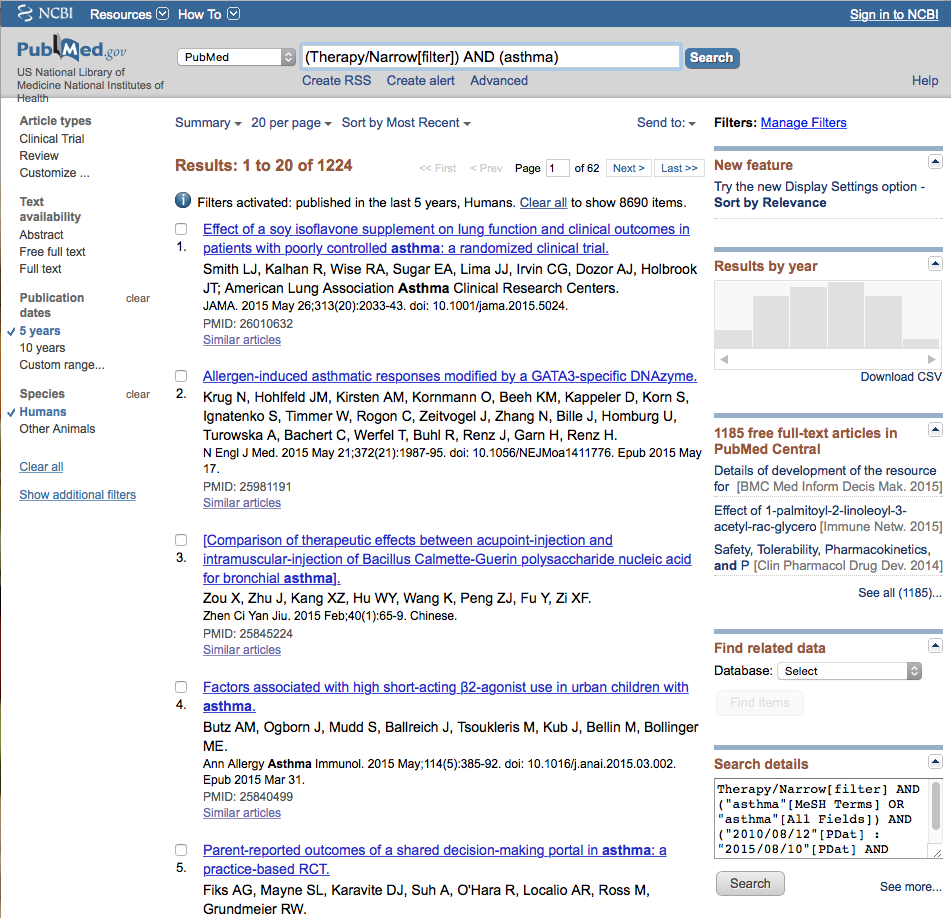 NCBI Resources How To Sign in to NCBI
PubMed.gov
US National Library of
Medicine National Institutes of
Health
PubMed
(Therapy/Narrow[filter]) AND (asthma)
Search
Create RSS Create alert Advanced
Help
Article types
Clinical Trial
Review
Customize ...
Text
availability
Abstract
Free full text
Full text
Publication
dates
clear
5 years
10 years
Custom range...
Species
clear
Humans
Other Animals
Clear all
Show additional filters
Summary 20 per page Sort by Most Recent Send to:
Results: 1 to 20 of 1224
<< First < Prev Page 1 of 62 Next > Last >>
Filters activated: published in the last 5 years, Humans. Clear all to show 8690 items.
1.
Effect of a soy isoflavone supplement on lung function and clinical outcomes in
patients with poorly controlled asthma: a randomized clinical trial.
Smith LJ, Kalhan R, Wise RA, Sugar EA, Lima JJ, Irvin CG, Dozor AJ, Holbrook
JT; American Lung Association Asthma Clinical Research Centers.
JAMA. 2015 May 26;313(20):2033-43. doi: 10.1001/jama.2015.5024.
PMID: 26010632
Similar articles
2.
Allergen-induced asthmatic responses modified by a GATA3-specific DNAzyme.
Krug N, Hohlfeld JM, Kirsten AM, Kornmann O, Beeh KM, Kappeler D, Korn S,
Ignatenko S, Timmer W, Rogon C, Zeitvogel J, Zhang N, Bille J, Homburg U,
Turowska A, Bachert C, Werfel T, Buhl R, Renz J, Garn H, Renz H.
N Engl J Med. 2015 May 21;372(21):1987-95. doi: 10.1056/NEJMoa1411776. Epub 2015 May
17.
PMID: 25981191
Similar articles
3.
[Comparison of therapeutic effects between acupoint-injection and
intramuscular-injection of Bacillus Calmette-Guerin polysaccharide nucleic acid
for bronchial asthma].
Zou X, Zhu J, Kang XZ, Hu WY, Wang K, Peng ZJ, Fu Y, Zi XF.
Zhen Ci Yan Jiu. 2015 Feb;40(1):65-9. Chinese.
PMID: 25845224
Similar articles
4.
Factors associated with high short-acting β2-agonist use in urban children with
asthma.
Butz AM, Ogborn J, Mudd S, Ballreich J, Tsoukleris M, Kub J, Bellin M, Bollinger
ME.
Ann Allergy Asthma Immunol. 2015 May;114(5):385-92. doi: 10.1016/j.anai.2015.03.002.
Epub 2015 Mar 31.
PMID: 25840499
Similar articles
5.
Parent-reported outcomes of a shared decision-making portal in asthma: a
practice-based RCT.
Fiks AG, Mayne SL, Karavite DJ, Suh A, O'Hara R, Localio AR, Ross M,
Grundmeier RW.
Filters: Manage Filters
New feature
Try the new Display Settings option -
Sort by Relevance
Results by year
Download CSV
1185 free full-text articles in
PubMed Central
Details of development of the resource
for [BMC Med Inform Decis Mak. 2015]
Effect of 1-palmitoyl-2-linoleoyl-3-
acetyl-rac-glycero [Immune Netw. 2015]
Safety, Tolerability, Pharmacokinetics,
and P [Clin Pharmacol Drug Dev. 2014]
See all (1185)...
Find related data
Database: Select
Find items
Search details
Therapy/Narrow[filter] AND
("asthma"[MeSH Terms] OR
"asthma"[All Fields]) AND
("2010/08/12"[PDat] :
"2015/08/10"[PDat] AND
Search
See more...